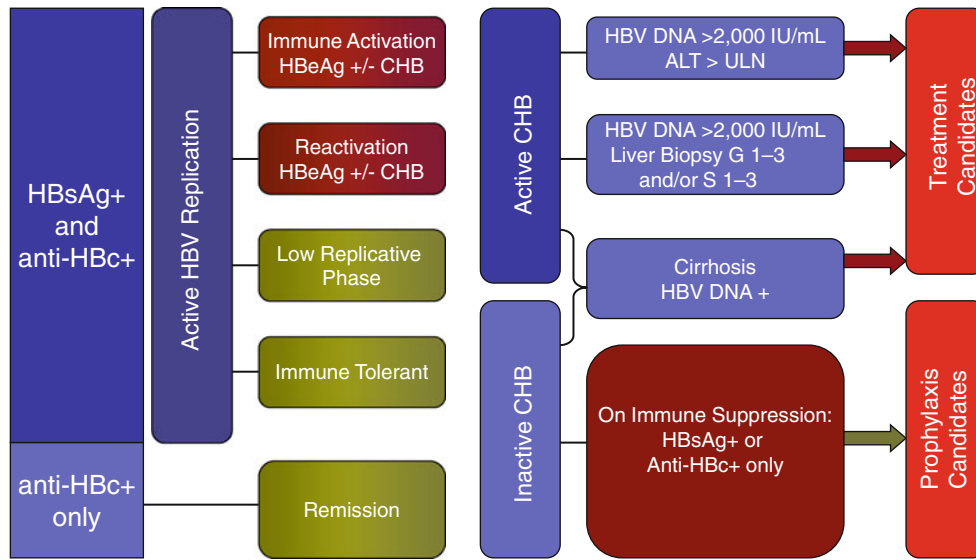 HBsAg+
and
anti-HBc+
anti-HBc+
only
Active HBV Replication
Immune Activation
HBeAg +/- CHB
Reactivation
HBeAg +/- CHB
Low Replicative
Phase
Immune Tolerant
Remission
Active CHB
Inactive CHB
HBV DNA >2,000 IU/mL
ALT > ULN
HBV DNA >2,000 IU/mL
Liver Biopsy G 1–3
and/or S 1–3
Cirrhosis
HBV DNA +
On Immune Suppression:
HBsAg+ or
Anti-HBc+ only
Treatment
Candidates
Prophylaxis
Candidates